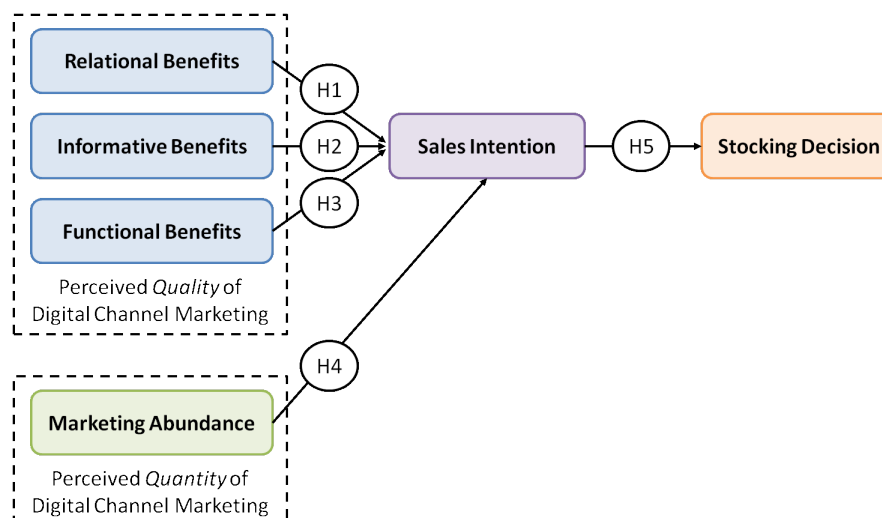 Relational Benefits
H1
Informative Benefits
H2
Sales Intention
H5
Stocking Decision
Functional Benefits
H3
Perceived Quality of
Digital Channel Marketing
H4
Marketing Abundance
Perceived Quantity of
Digital Channel Marketing